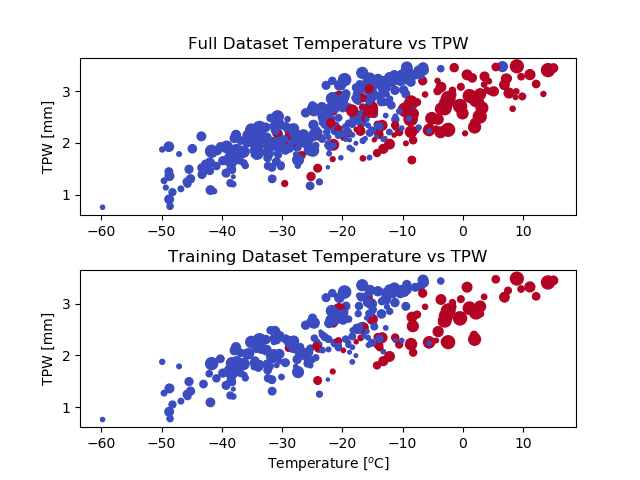 Full Dataset Temperature vs TPW
TPW [mm]
3
2
1
−60 −50 −40 −30 −20 −10 0 10
Training Dataset Temperature vs TPW
TPW [mm]
3
2
1
−60 −50 −40 −30 −20 −10 0 10
Temperature [°C]